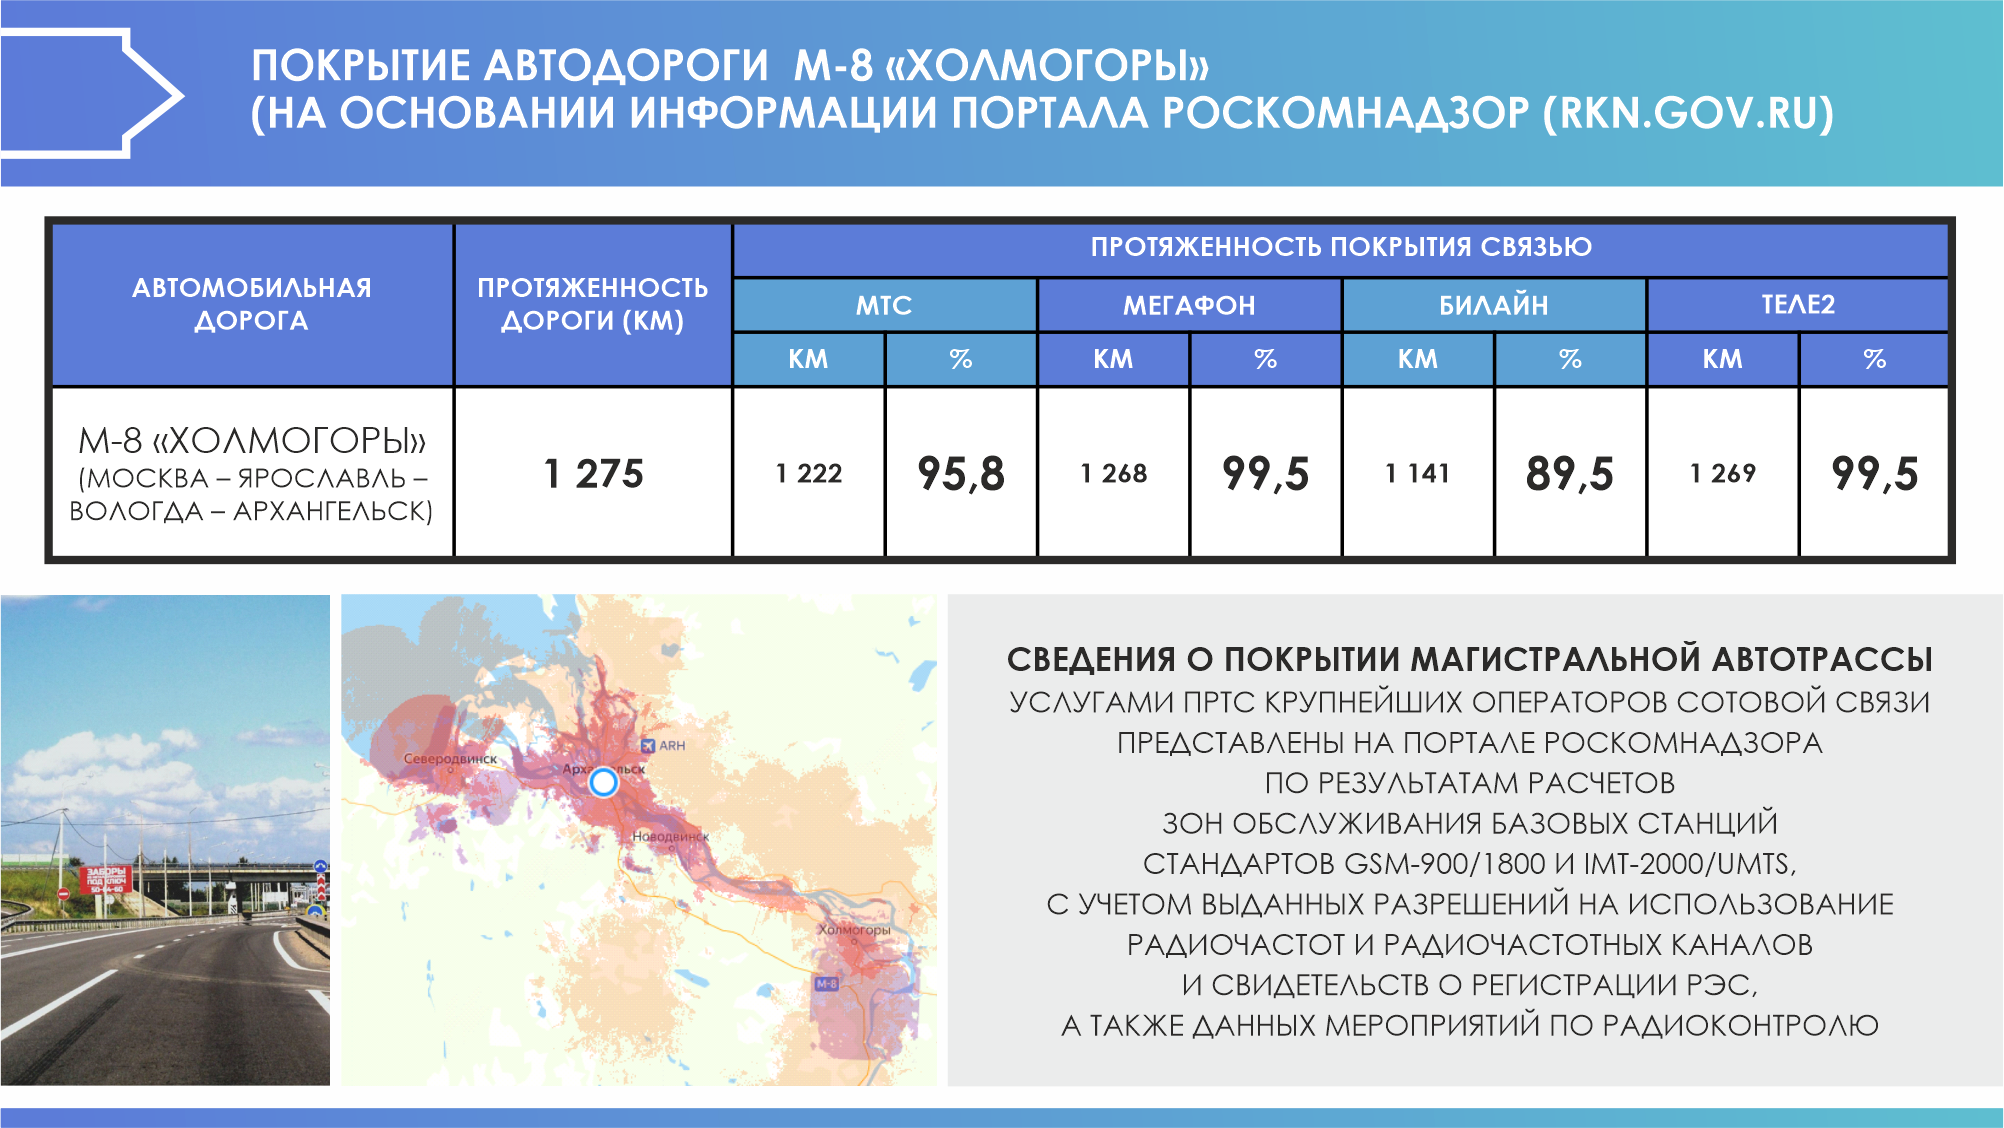 ПОКРЫТИЕ АВТОДОРОГИ М-8 «ХОЛМОГОРЫ»
(НА ОСНОВАНИИ ИНФОРМАЦИИ ПОРТАЛА РОСКОМНАДЗОР (RKN.GOV.RU)
АВТОМОБИЛЬНАЯ
ДОРОГА
ПРОТЯЖЕННОСТЬ
ДОРОГИ (КМ)
ПРОТЯЖЕННОСТЬ ПОКРЫТИЯ СВЯЗЬЮ
МТС МЕГАФОН БИЛАЙН ТЕЛЕ2
КМ % КМ % КМ % КМ %
М-8 «ХОЛМОГОРЫ»
(МОСКВА – ЯРОСЛАВЛЬ –
ВОЛОГДА – АРХАНГЕЛЬСК)
1 275 1 222 95,8 1 268 99,5 1 141 89,5 1 269 99,5
ЗАБОРЫ
ПОД КЛЮЧ
ARH
Северодвинск
Новодвинск
Холмогоры
М-8
СВЕДЕНИЯ О ПОКРЫТИИ МАГИСТРАЛЬНОЙ АВТОТРАССЫ
УСЛУГАМИ ПРТС КРУПНЕЙШИХ ОПЕРАТОРОВ СОТОВОЙ СВЯЗИ
ПРЕДСТАВЛЕНЫ НА ПОРТАЛЕ РОСКОМНАДЗОРА
ПО РЕЗУЛЬТАТАМ РАСЧЕТОВ
ЗОН ОБСЛУЖИВАНИЯ БАЗОВЫХ СТАНЦИЙ
СТАНДАРТОВ GSM-900/1800 И IMT-2000/UMTS,
С УЧЕТОМ ВЫДАННЫХ РАЗРЕШЕНИЙ НА ИСПОЛЬЗОВАНИЕ
РАДИОЧАСТОТ И РАДИОЧАСТОТНЫХ КАНАЛОВ
И СВИДЕТЕЛЬСТВ О РЕГИСТРАЦИИ РЭС,
А ТАКЖЕ ДАННЫХ МЕРОПРИЯТИЙ ПО РАДИОКОНТРОЛЮ